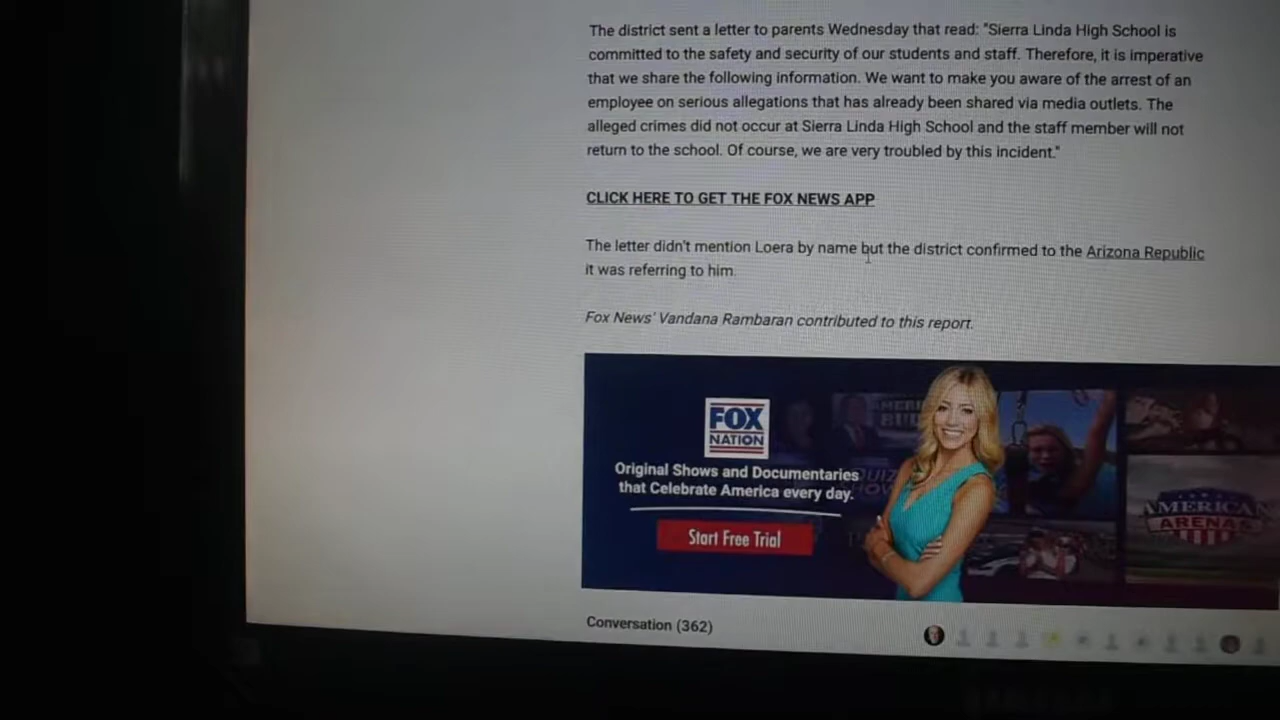 The district sent a letter to parents Wednesday that read: "Sierra Linda High School is
committed to the safety and security of our students and staff. Therefore, it is imperative
that we share the following information. We want to make you aware of the arrest of an
employee on serious allegations that has already been shared via media outlets. The
alleged crimes did not occur at Sierra Linda High School and the staff member will not
return to the school. Of course, we are very troubled by this incident."
CLICK HERE TO GET THE FOX NEWS APP
The letter didn't mention Loera by name but the district confirmed to the Arizona Republic
it was referring to him.
Fox News' Vandana Rambaran contributed to this report.
FOX
NATION
Original Shows and Documentaries
that Celebrate America every day.
Start Free Trial
QUIZ
SHOW
AMERICAN
ARENAS
Conversation (362)